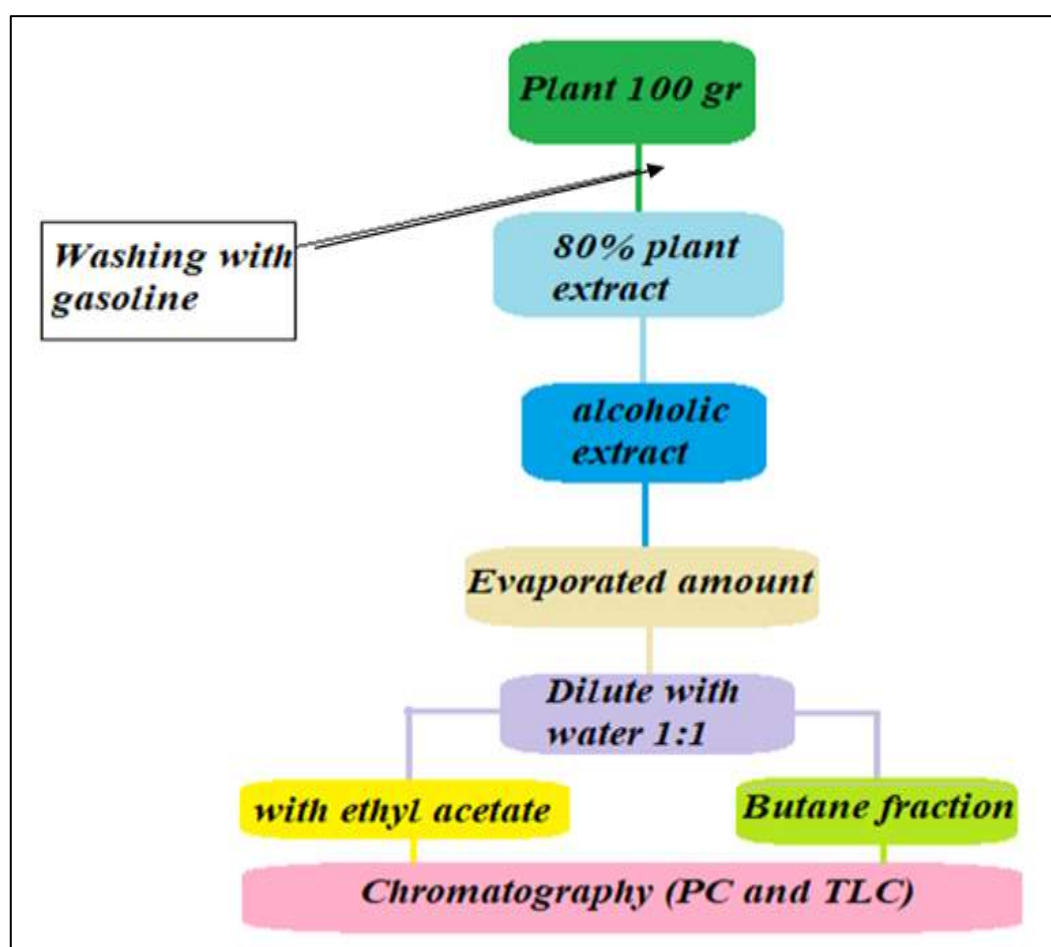 Plant 100 gr
Washing with
gasoline
80% plant
extract
alcoholic
extract
Evaporated amount
Dilute with
water 1:1
with ethyl acetate
Butane fraction
Chromatography (PC and TLC)